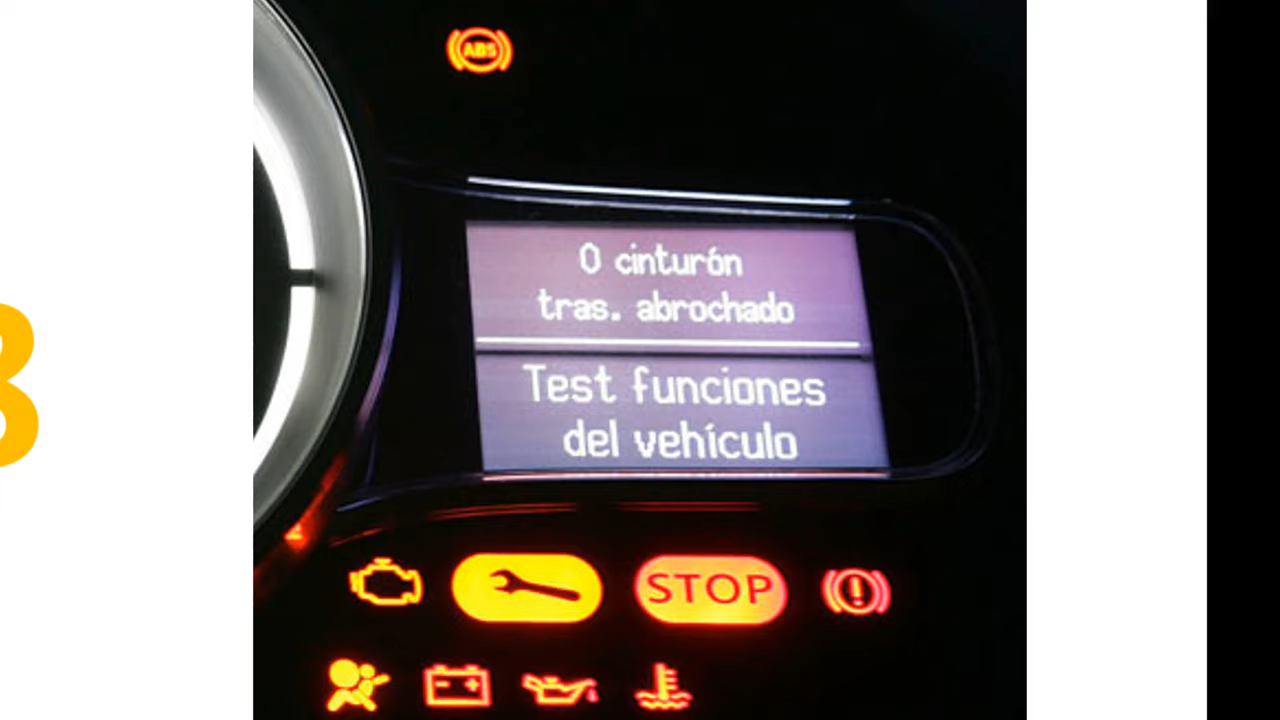 ABS
0 cinturón
tras. abrochado
Test funciones
del vehículo
STOP